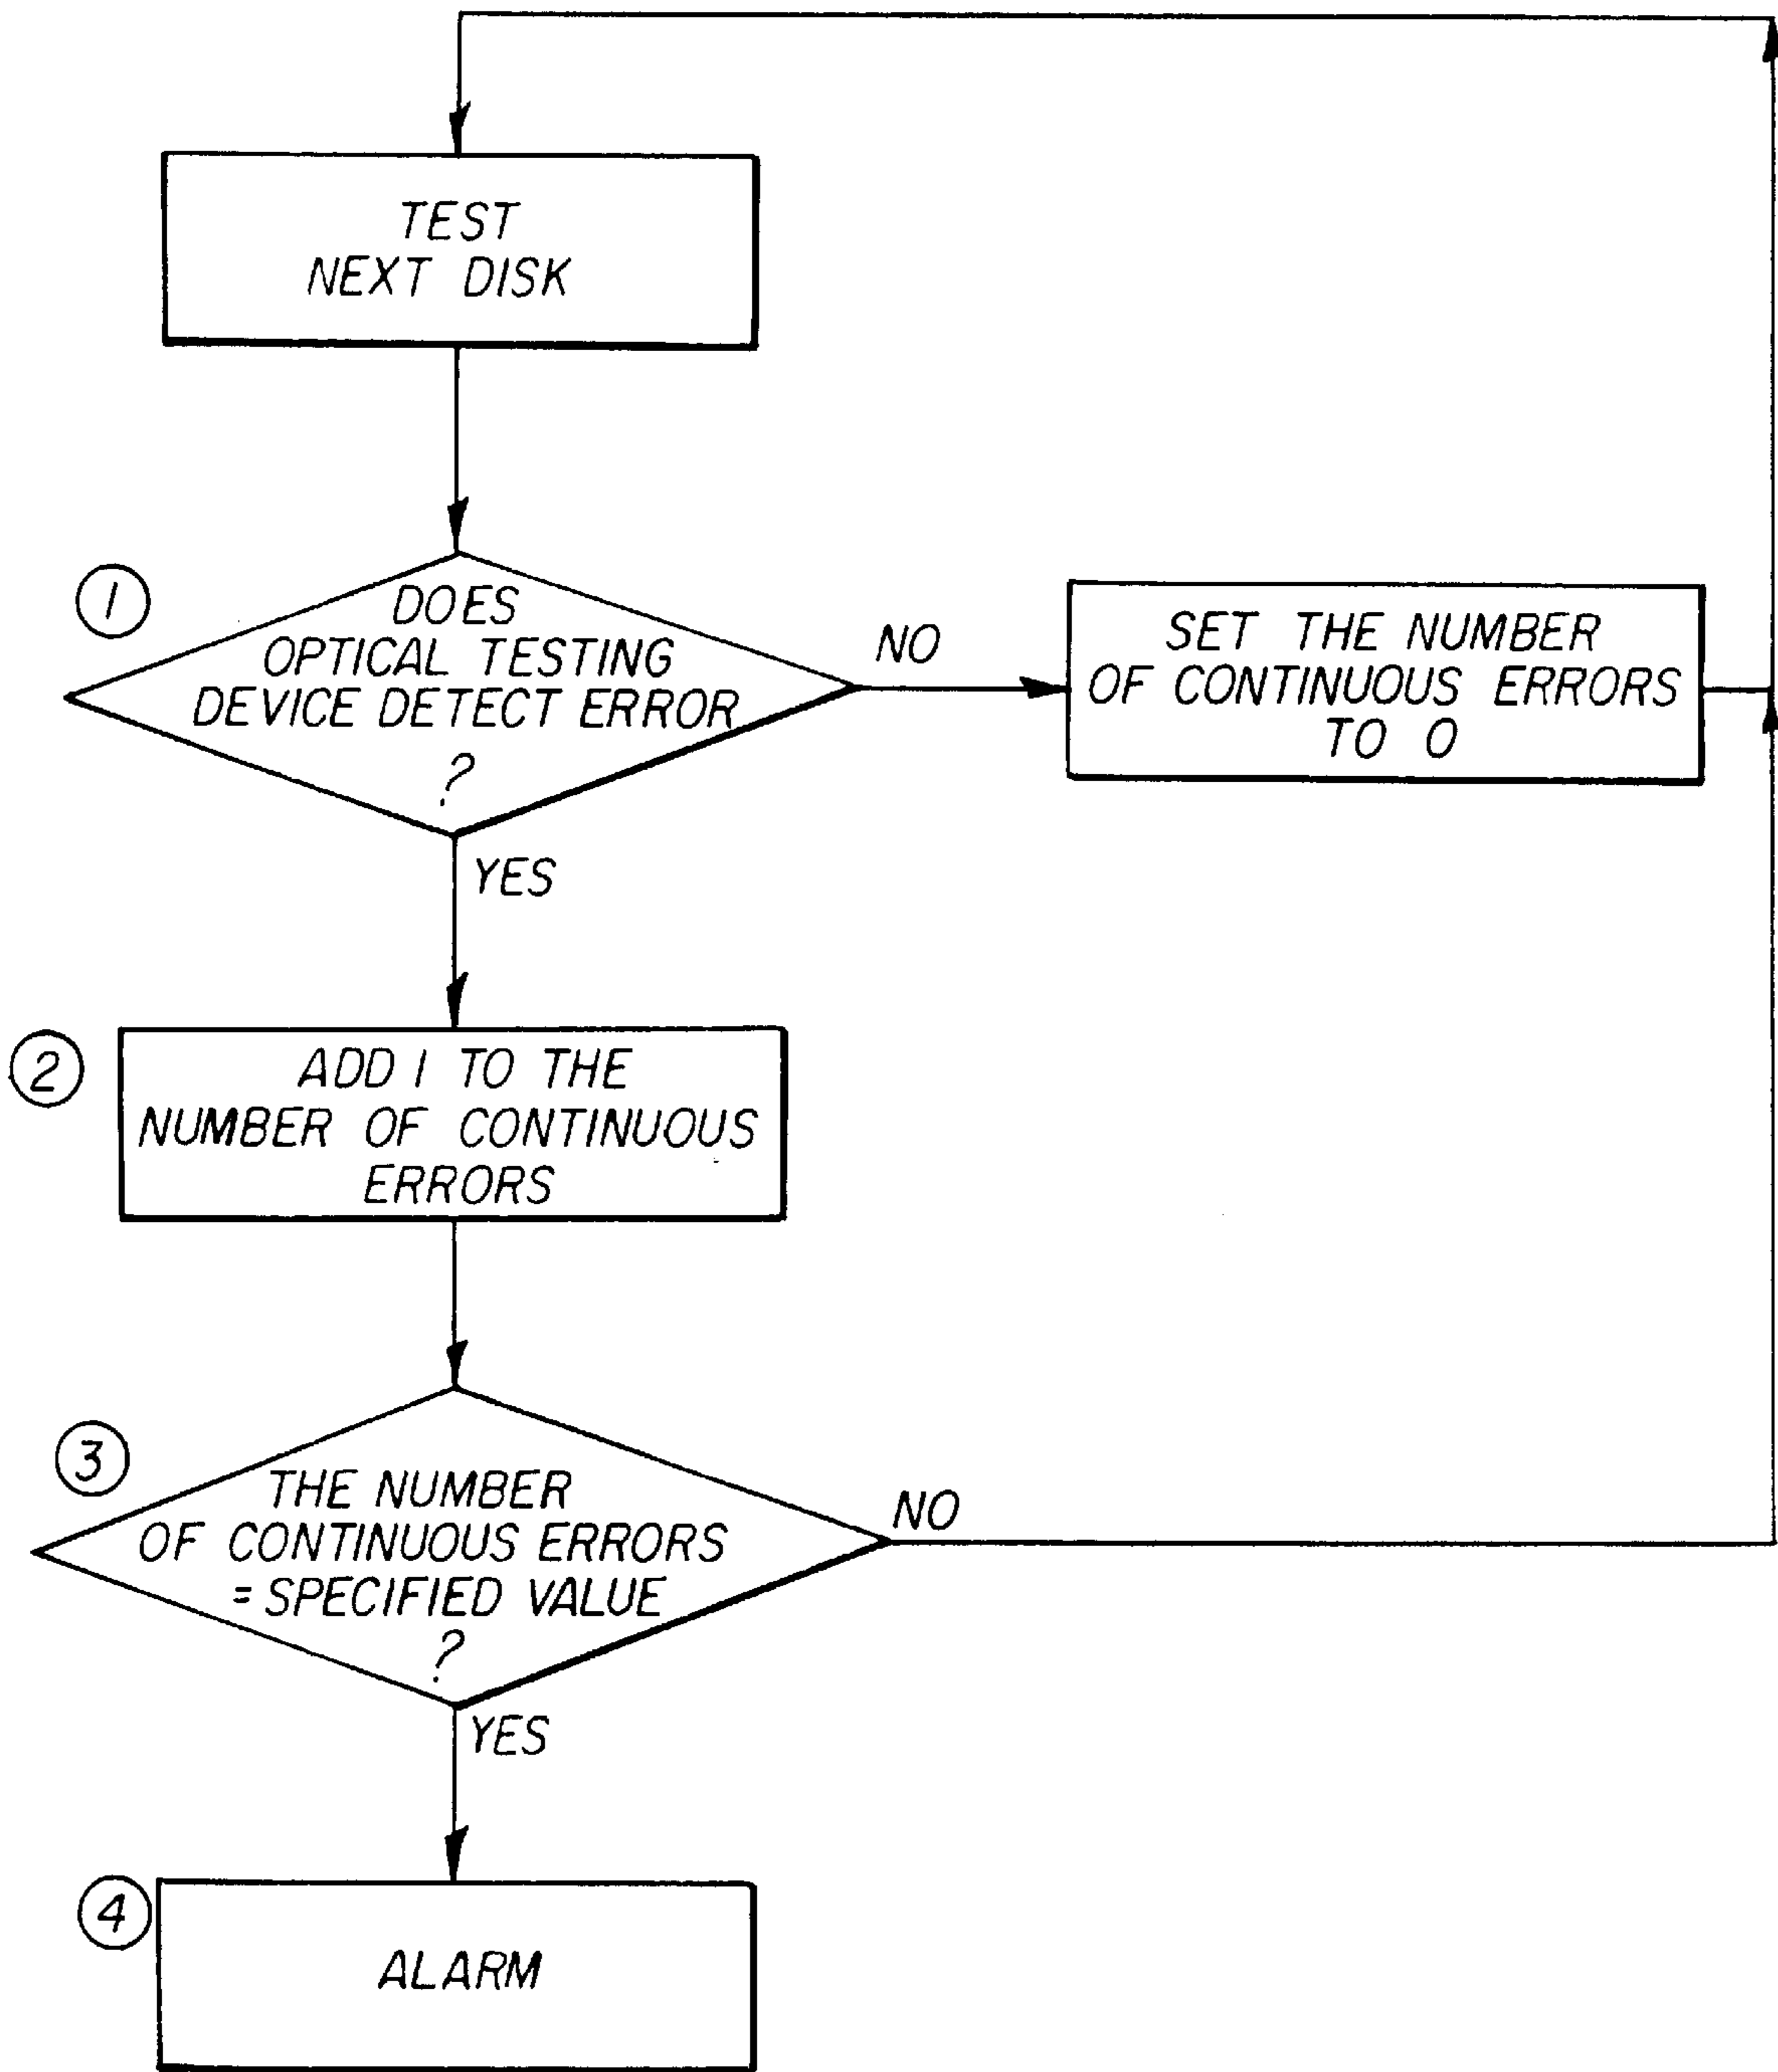 TEST
NEXT DISK
1
DOES
OPTICAL TESTING
DEVICE DETECT ERROR
?
NO
SET THE NUMBER
OF CONTINUOUS ERRORS
TO 0
YES
2
ADD 1 TO THE
NUMBER OF CONTINUOUS
ERRORS
3
THE NUMBER
OF CONTINUOUS ERRORS
= SPECIFIED VALUE
?
NO
YES
4
ALARM